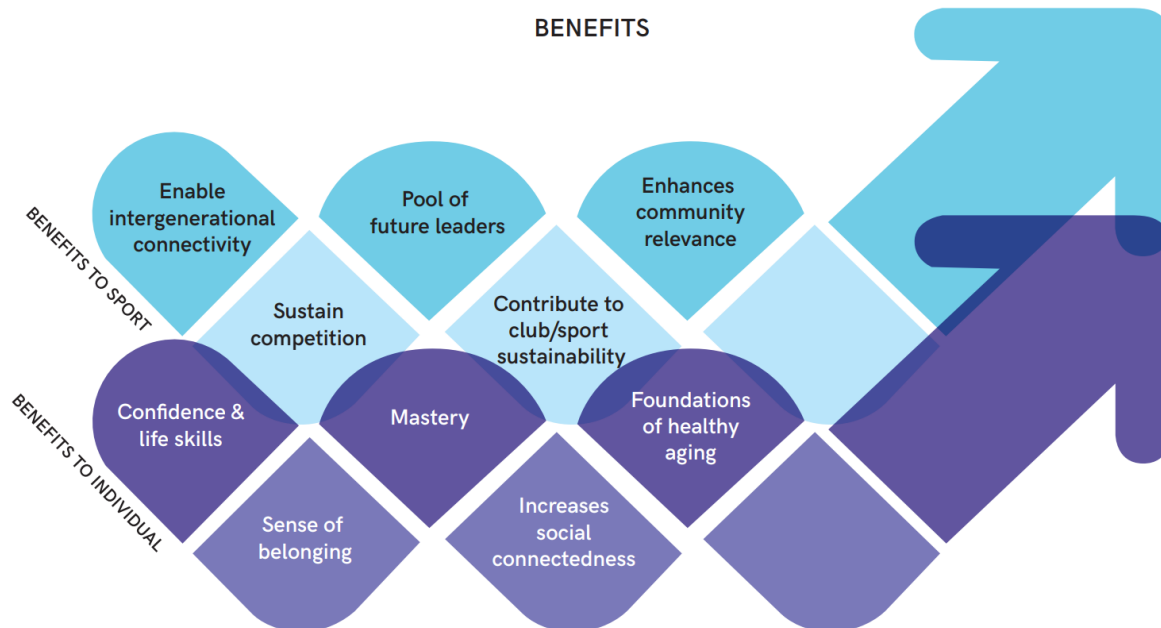 BENEFITS
BENEFITS TO SPORT
Enable
intergenerational
connectivity
Pool of
future leaders
Enhances
community
relevance
Sustain
competition
Contribute to
club/sport
sustainability
BENEFITS TO INDIVIDUAL
Confidence &
life skills
Mastery
Foundations
of healthy
aging
Sense of
belonging
Increases
social
connectedness